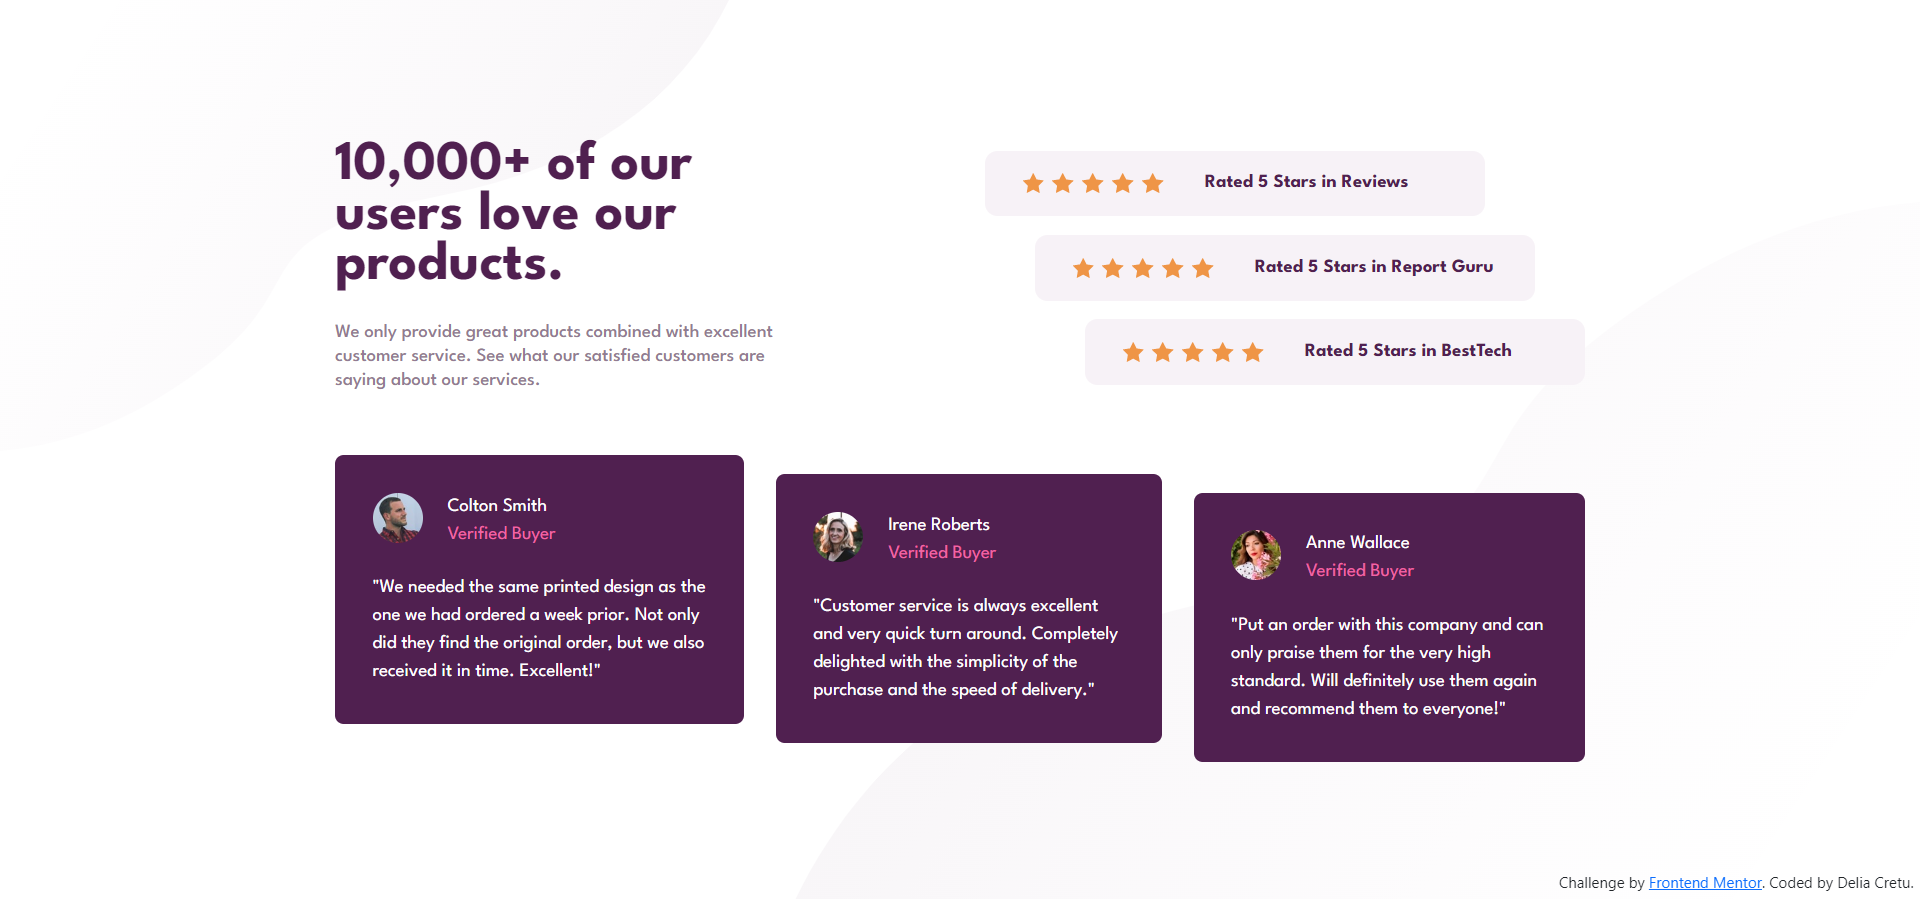 10,000+ of our
users love our
products.
We only provide great products combined with excellent
customer service. See what our satisfied customers are
saying about our services.
Rated 5 Stars in Reviews
Rated 5 Stars in Report Guru
Rated 5 Stars in BestTech
Colton Smith
Verified Buyer
"We needed the same printed design as the
one we had ordered a week prior. Not only
did they find the original order, but we also
received it in time. Excellent!"
Irene Roberts
Verified Buyer
"Customer service is always excellent
and very quick turn around. Completely
delighted with the simplicity of the
purchase and the speed of delivery."
Anne Wallace
Verified Buyer
"Put an order with this company and can
only praise them for the very high
standard. Will definitely use them again
and recommend them to everyone!"
Challenge by Frontend Mentor. Coded by Delia Cretu.